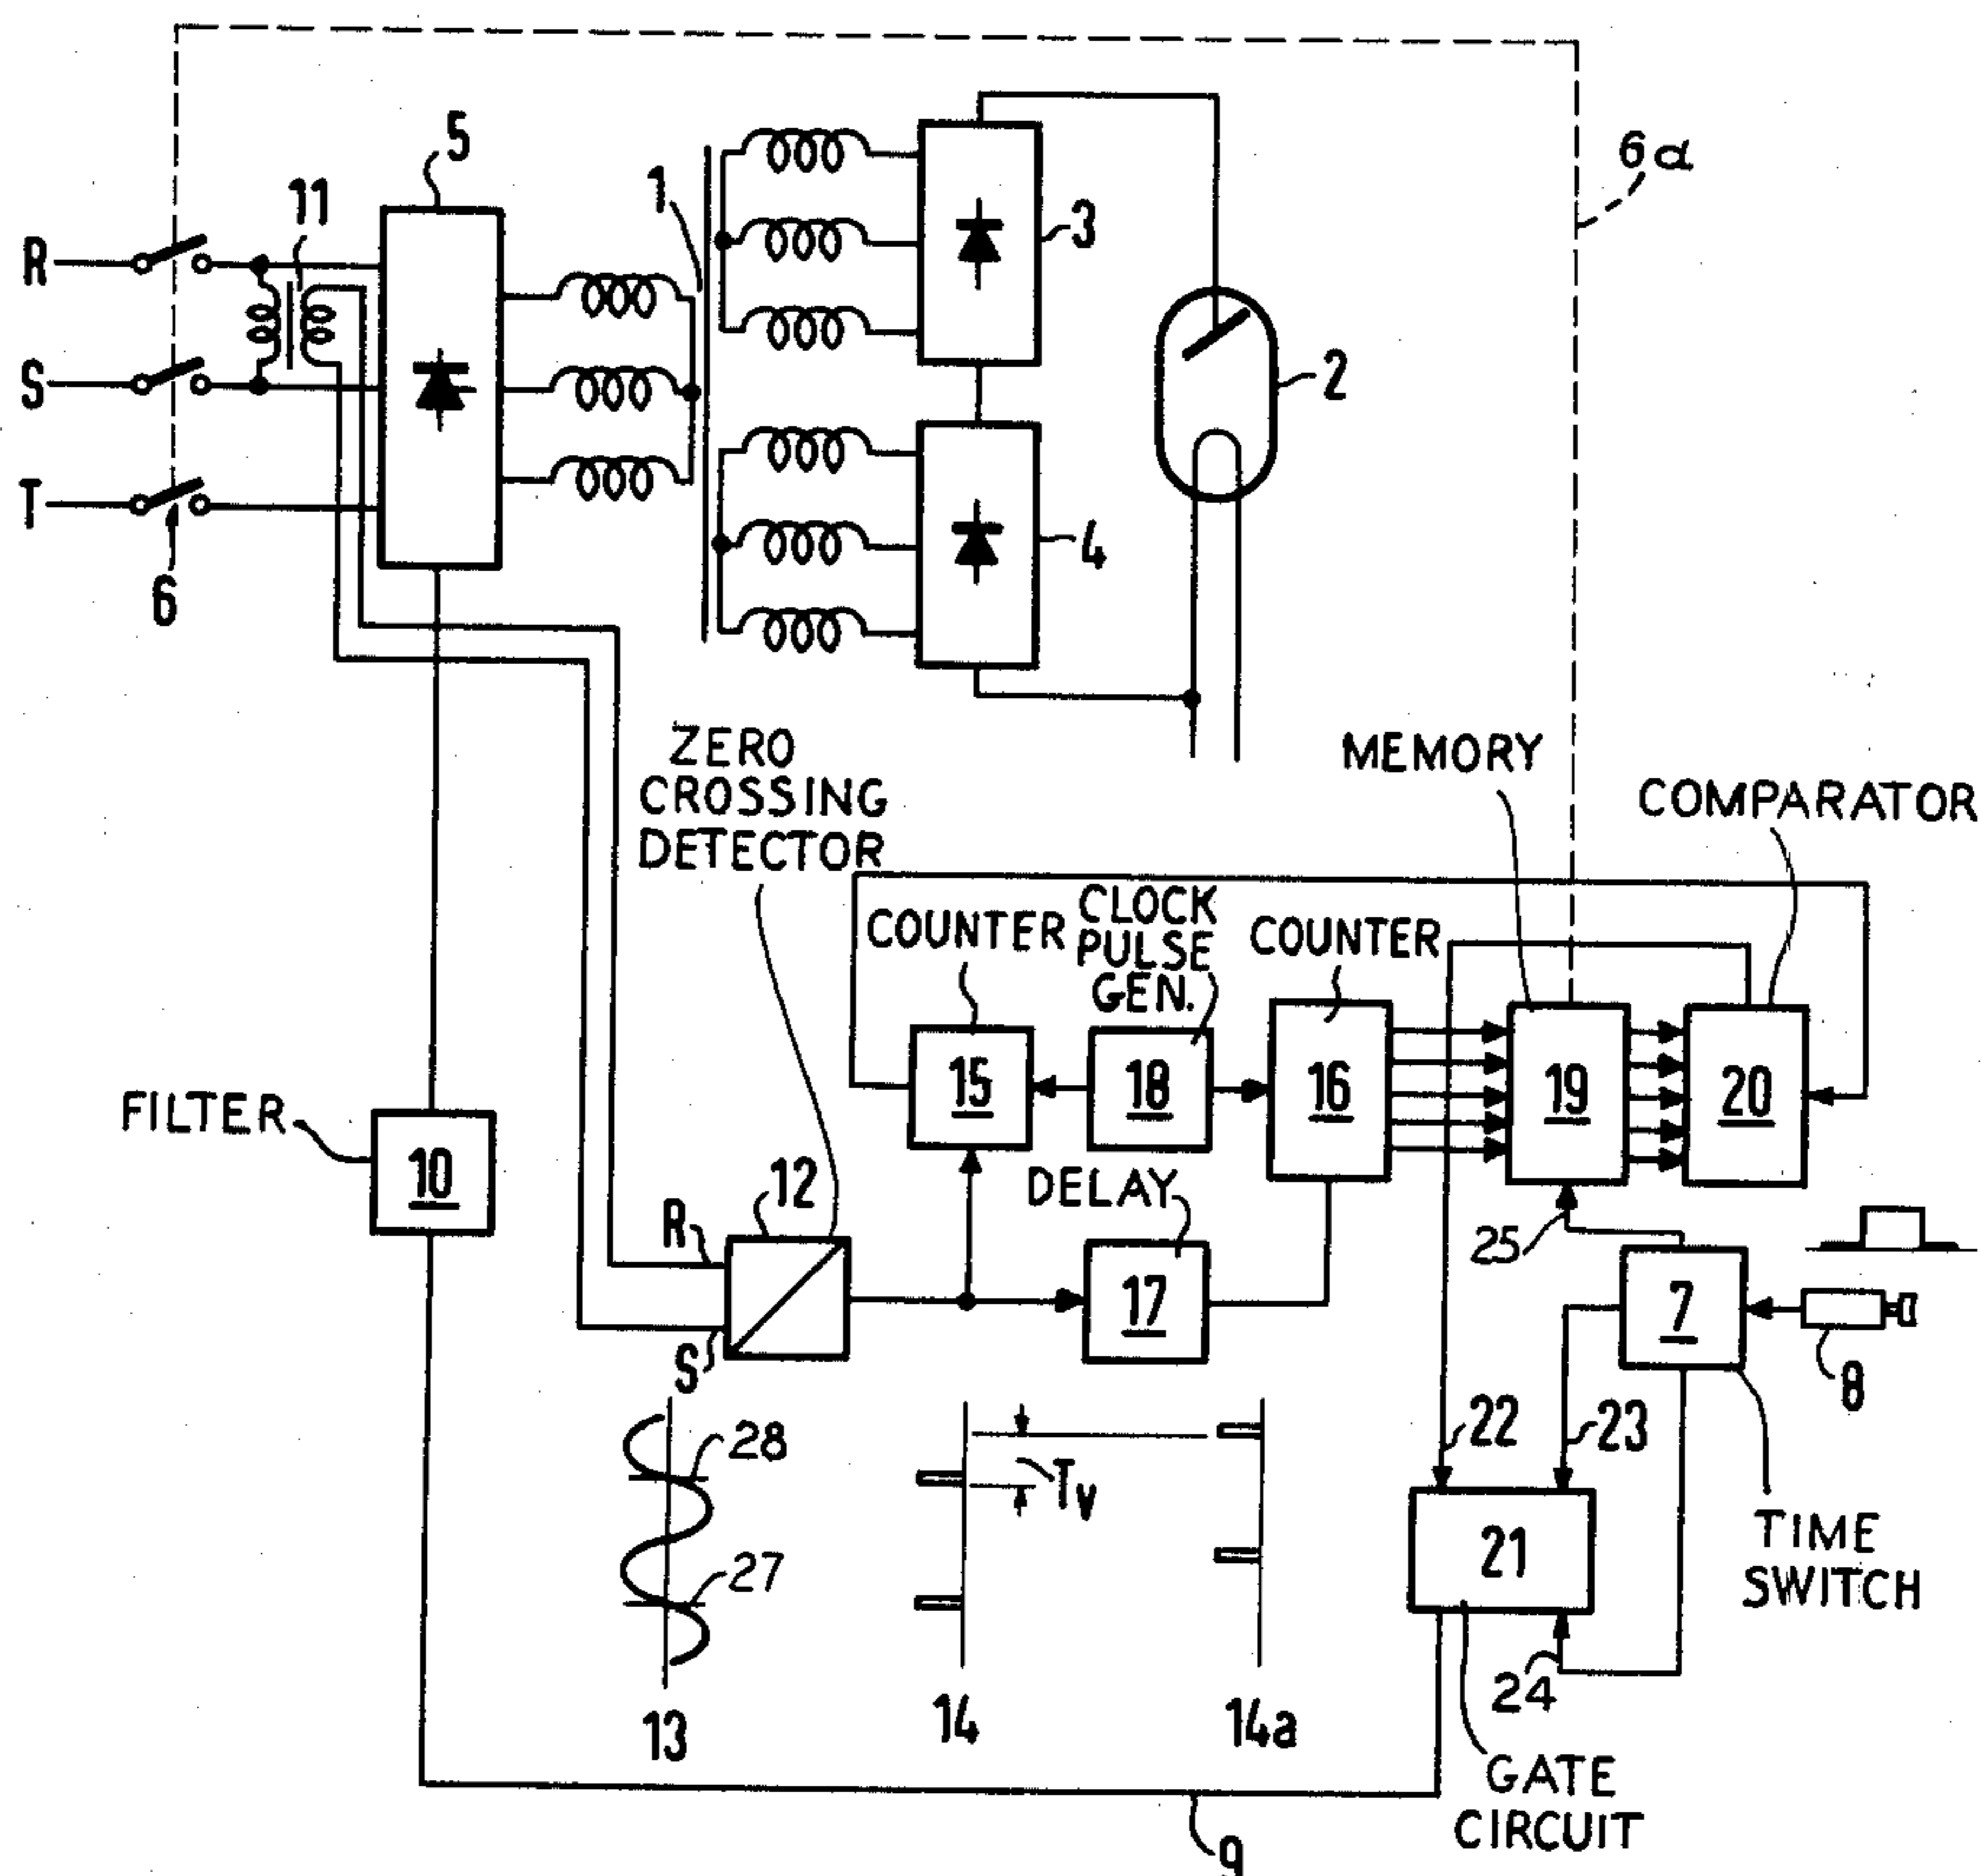 6a
5
11
1
3
R
S
2
T
4
6
ZERO
CROSSING
DETECTOR
MEMORY
COMPARATOR
COUNTER
CLOCK
PULSE
GEN.
COUNTER
15
18
16
19
20
FILTER
10
DELAY
12
R
25
17
7
S
8
28
22
23
Tv
TIME
SWITCH
27
21
24
13
14
14a
GATE
CIRCUIT
9